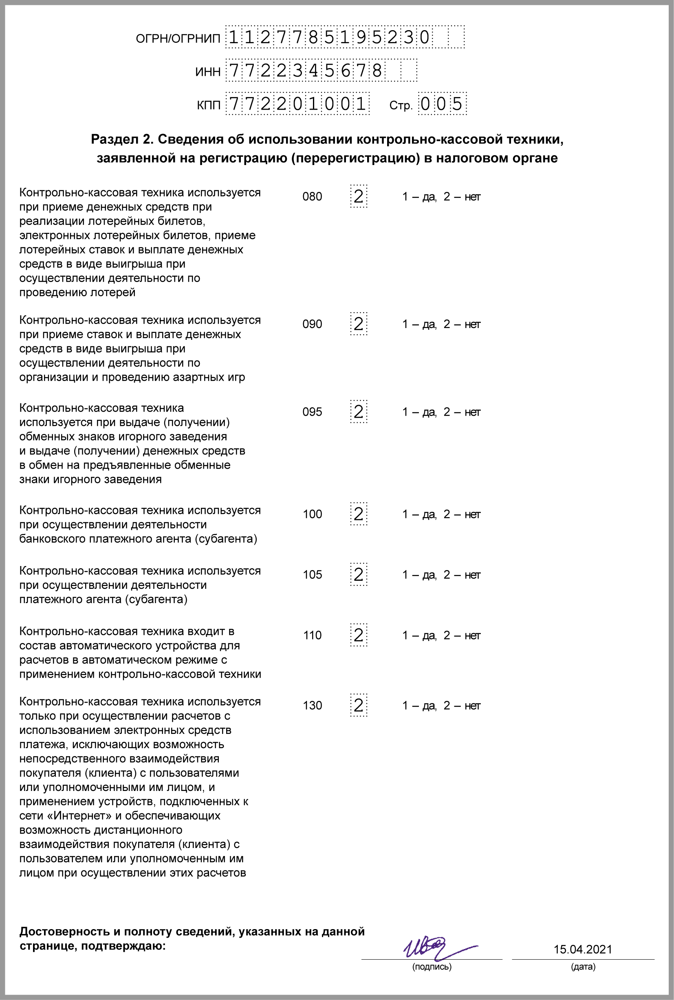 ОГРН/ОГРНИП 1127785195230
ИНН 7722345678
КПП 772201001 Стр. 005
Раздел 2. Сведения об использовании контрольно-кассовой техники,
заявленной на регистрацию (перерегистрацию) в налоговом органе
Контрольно-кассовая техника используется 080 2 1 – да, 2 – нет
при приеме денежных средств при
реализации лотерейных билетов,
электронных лотерейных билетов, приеме
лотерейных ставок и выплате денежных
средств в виде выигрыша при
осуществлении деятельности по
проведению лотерей
Контрольно-кассовая техника используется 090 2 1 – да, 2 – нет
при приеме ставок и выплате денежных
средств в виде выигрыша при
осуществлении деятельности по
организации и проведению азартных игр
Контрольно-кассовая техника 095 2 1 – да, 2 – нет
используется при выдаче (получении)
обменных знаков игорного заведения
и выдаче (получении) денежных средств
в обмен на предъявленные обменные
знаки игорного заведения
Контрольно-кассовая техника используется 100 2 1 – да, 2 – нет
при осуществлении деятельности
банковского платежного агента (субагента)
Контрольно-кассовая техника используется 105 2 1 – да, 2 – нет
при осуществлении деятельности
платежного агента (субагента)
Контрольно-кассовая техника входит в 110 2 1 – да, 2 – нет
состав автоматического устройства для
расчетов в автоматическом режиме с
применением контрольно-кассовой техники
Контрольно-кассовая техника используется 130 2 1 – да, 2 – нет
только при осуществлении расчетов с
использованием электронных средств
платежа, исключающих возможность
непосредственного взаимодействия
покупателя (клиента) с пользователями
или уполномоченными им лицом, и
применением устройств, подключенных к
сети «Интернет» и обеспечивающих
возможность дистанционного
взаимодействия покупателя (клиента) с
пользователем или уполномоченным им
лицом при осуществлении этих расчетов
Достоверность и полноту сведений, указанных на данной
странице, подтверждаю:
15.04.2021
(подпись) (дата)